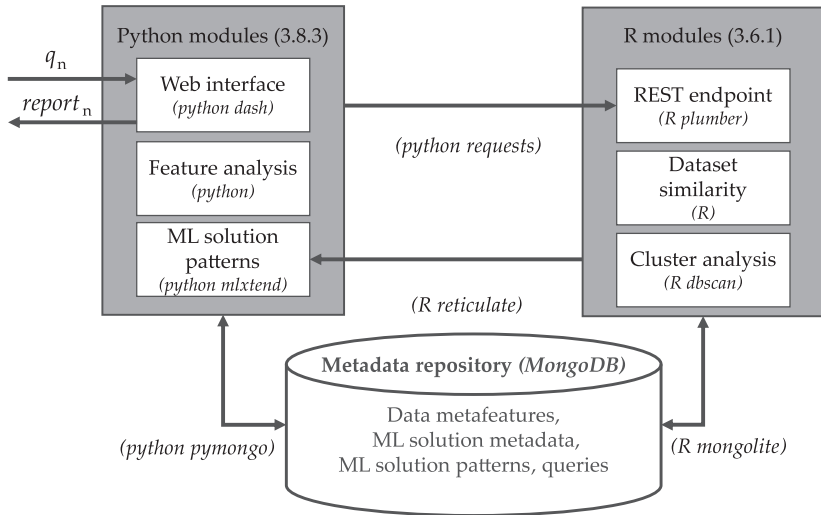 Python modules (3.8.3)
q n
report n
Web interface
(python dash)
Feature analysis
(python)
ML solution
patterns
(python mlxtend)
(python requests)
(R reticulate)
R modules (3.6.1)
REST endpoint
(R plumber)
Dataset
similarity
(R)
Cluster analysis
(R dbscan)
Metadata repository (MongoDB)
Data metafeatures,
ML solution metadata,
ML solution patterns, queries
(python pymongo)
(R mongolite)